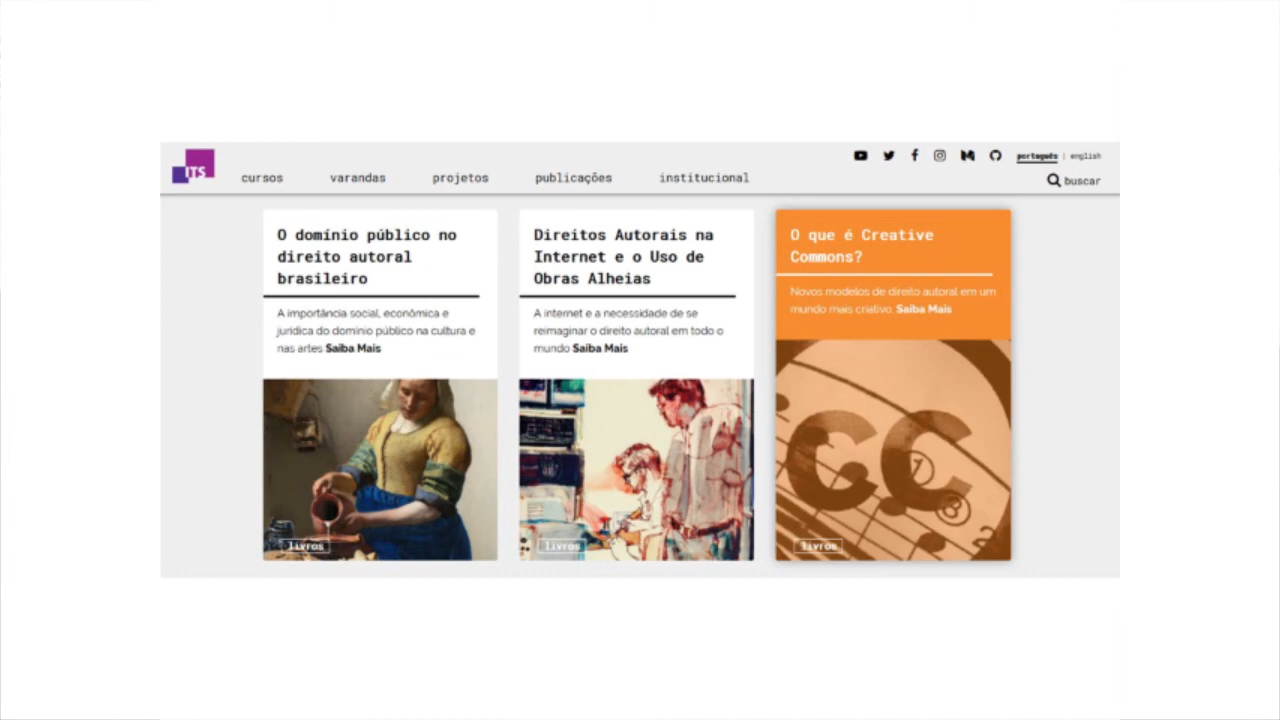 ITS
português | english
cursos varandas projetos publicações institucional
buscar
O domínio público no
direito autoral
brasileiro
A importância social, econômica e
jurídica do domínio público na cultura e
nas artes Saiba Mais
livros
Direitos Autorais na
Internet e o Uso de
Obras Alheias
A internet e a necessidade de se
reimaginar o direito autoral em todo o
mundo Saiba Mais
livros
O que é Creative
Commons?
Novos modelos de direito autoral em um
mundo mais criativo. Saiba Mais
CC
1
3
2
livros